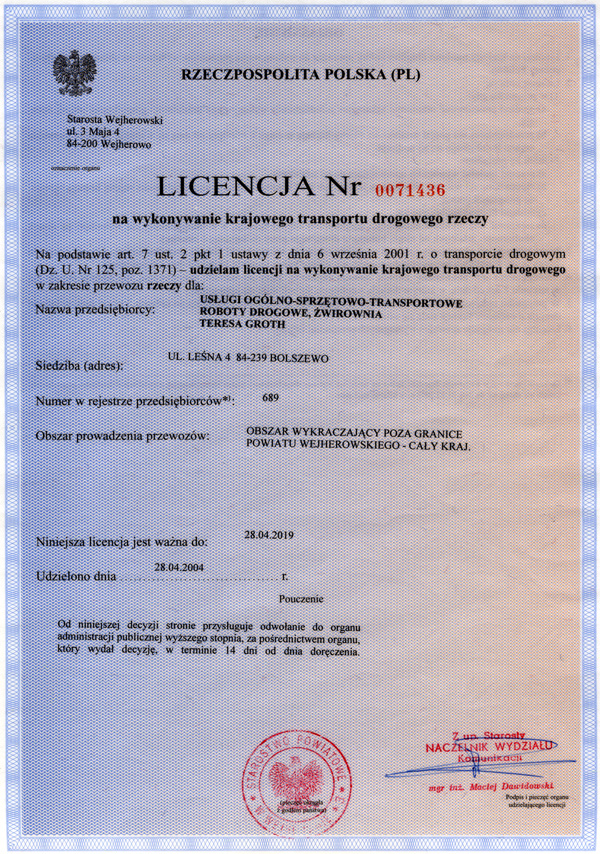 RZECZPOSPOLITA POLSKA (PL)
Starosta Wejherowski
ul. 3 Maja 4
84-200 Wejherowo
oznaczenie organu
LICENCJA Nr 0071436
na wykonywanie krajowego transportu drogowego rzeczy
Na podstawie art. 7 ust. 2 pkt 1 ustawy z dnia 6 września 2001 r. o transporcie drogowym
(Dz. U. Nr 125, poz. 1371) – udzielam licencji na wykonywanie krajowego transportu drogowego
w zakresie przewozu rzeczy dla:
Nazwa przedsiębiorcy: USŁUGI OGÓLNO-SPRZĘTOWO-TRANSPORTOWE
ROBOTY DROGOWE, ŻWIROWNIA
TERESA GROTH
Siedziba (adres): UL. LEŚNA 4 84-239 BOLSZEWO
Numer w rejestrze przedsiębiorców*): 689
Obszar prowadzenia przewozów: OBSZAR WYKRACZAJĄCY POZA GRANICE
POWIATU WEJHEROWSKIEGO - CAŁY KRAJ.
Niniejsza licencja jest ważna do: 28.04.2019
Udzielono dnia 28.04.2004 r.
Pouczenie
Od niniejszej decyzji stronie przysługuje odwołanie do organu
administracji publicznej wyższego stopnia, za pośrednictwem organu,
który wydał decyzję, w terminie 14 dni od dnia doręczenia.
STAROSTWO POWIATOWE
pieczęć okrągła
z godłem państwa
Z up. Starosty
NACZELNIK WYDZIAŁU
Komunikacji
mgr inż. Maciej Dawidowski
Podpis i pieczęć organu
udzielającego licencji